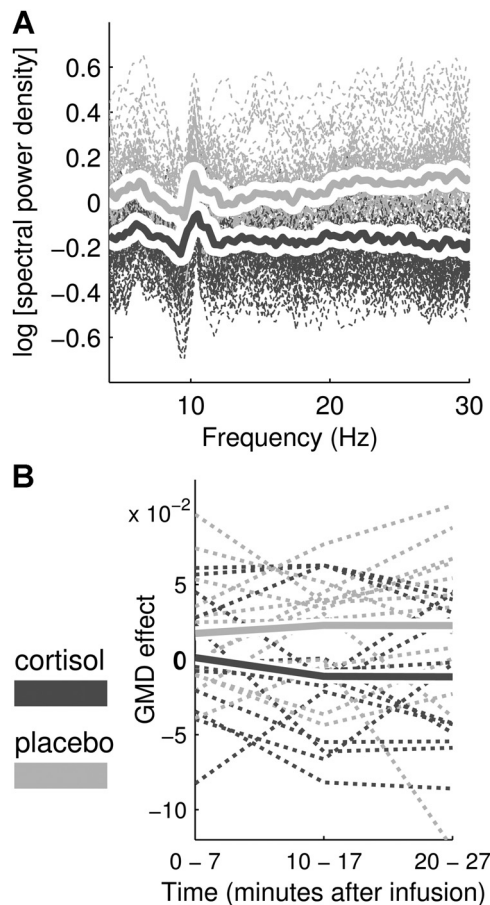 A
log [spectral power density]
0.6
0.4
0.2
0
−0.2
−0.4
−0.6
10
20
30
Frequency (Hz)
B
x 10⁻²
GMD effect
5
0
−5
−10
cortisol
placebo
0 – 7
10 – 17
20 – 27
Time (minutes after infusion)